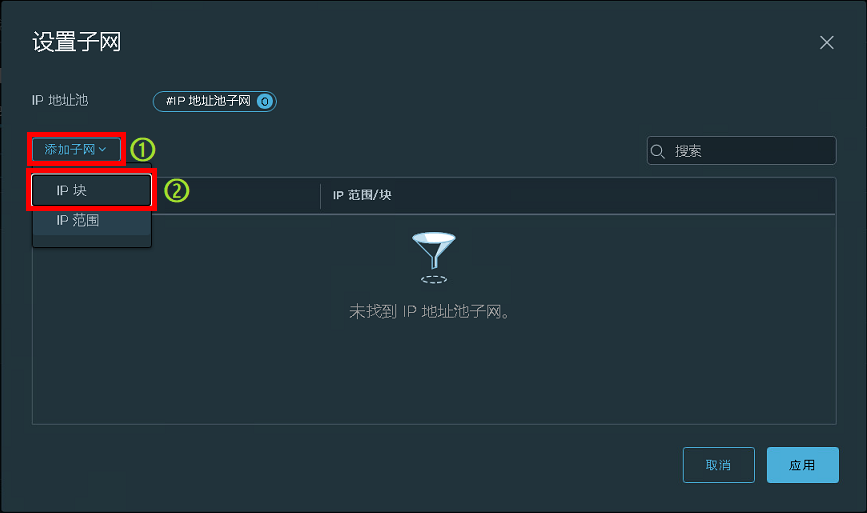 设置子网
IP 地址池
#IP 地址池子网 0
添加子网
①
搜索
IP 块
②
IP 范围/块
IP 范围
未找到 IP 地址池子网。
取消
应用